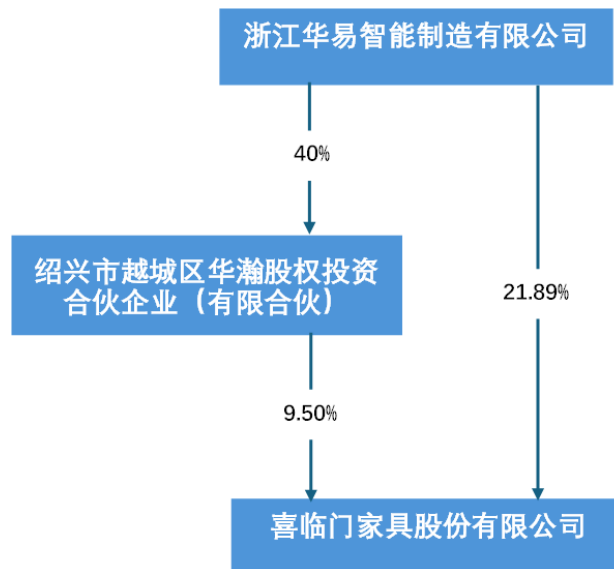 浙江华易智能制造有限公司
40%
绍兴市越城区华瀚股权投资
合伙企业（有限合伙）
21.89%
9.50%
喜临门家具股份有限公司